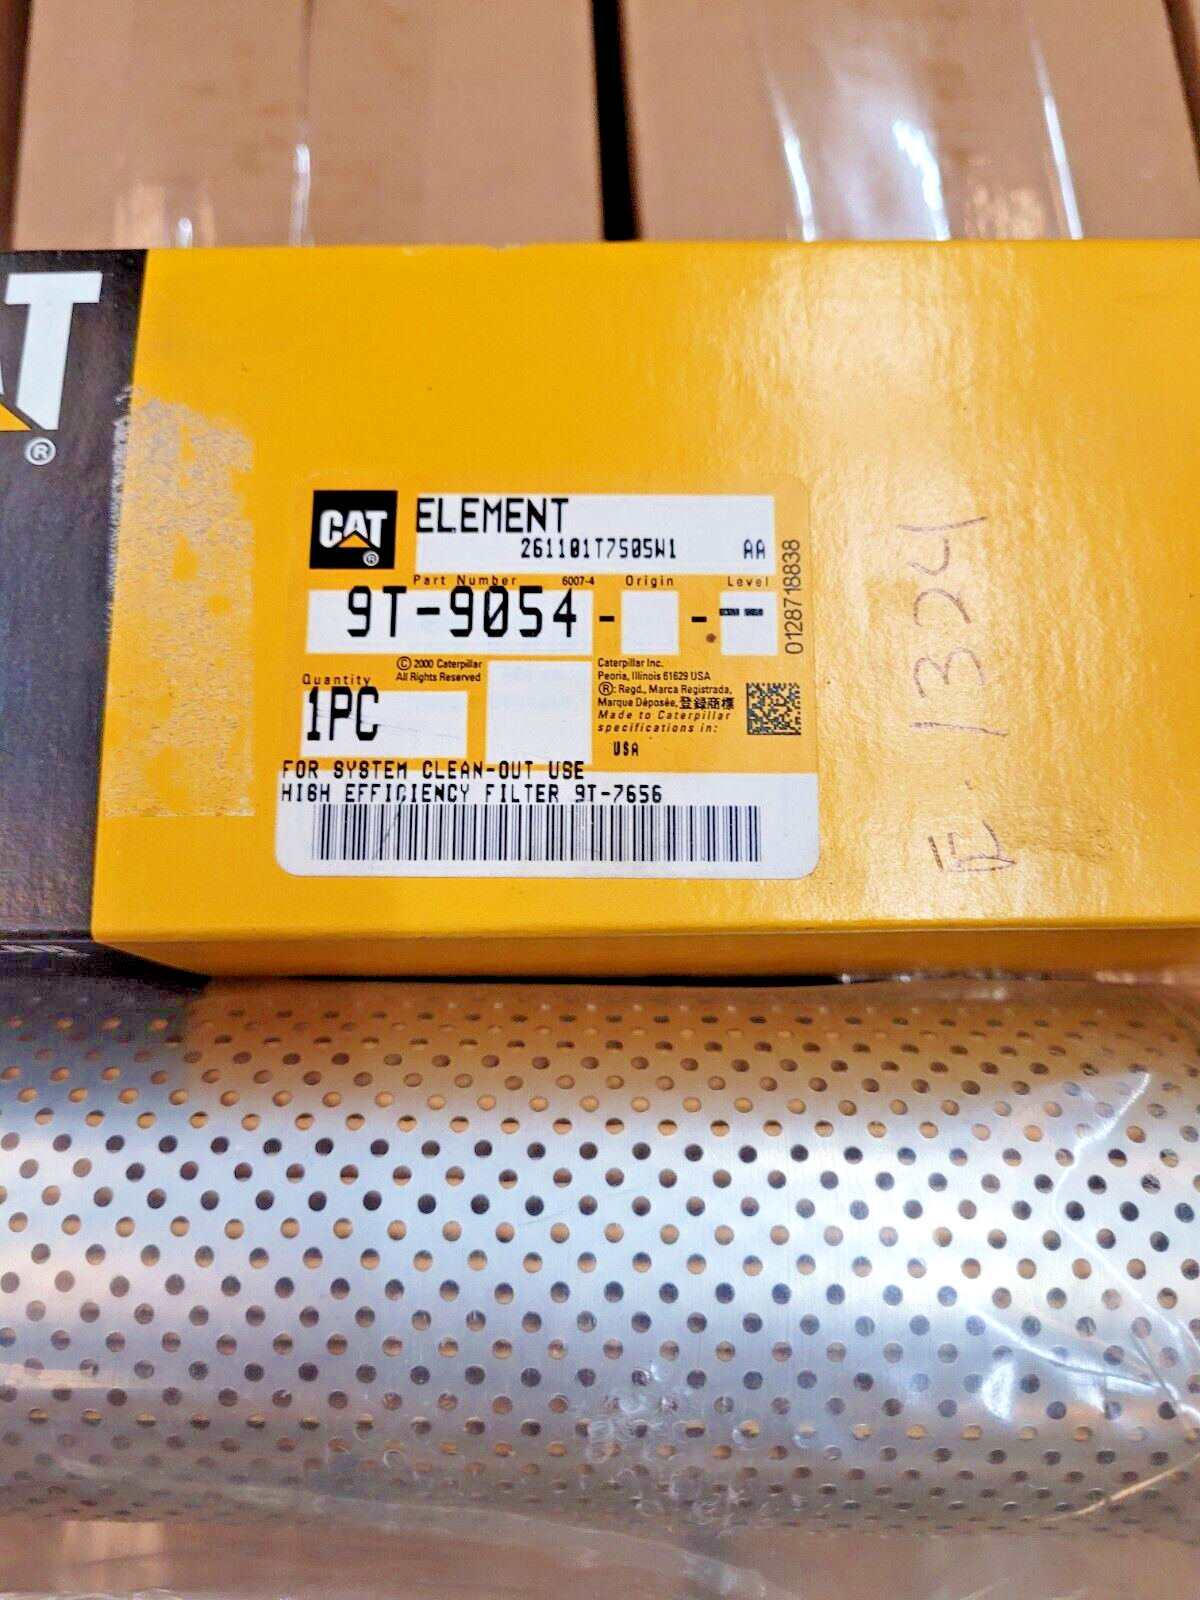 AT
®
CAT
®
ELEMENT
261101T7505W1 AA
Part Number 6007-4 Origin Level
9T-9054 - -
0128718838
© 2000 Caterpillar
All Rights Reserved
Quantity
1PC
Caterpillar Inc.
Peoria, Illinois 61629 USA
®: Regd., Marca Registrada,
Marque Déposée, 登録商標
Made to Caterpillar
specifications in:
USA
FOR SYSTEM CLEAN-OUT USE
HIGH EFFICIENCY FILTER 9T-7656
E. 1324